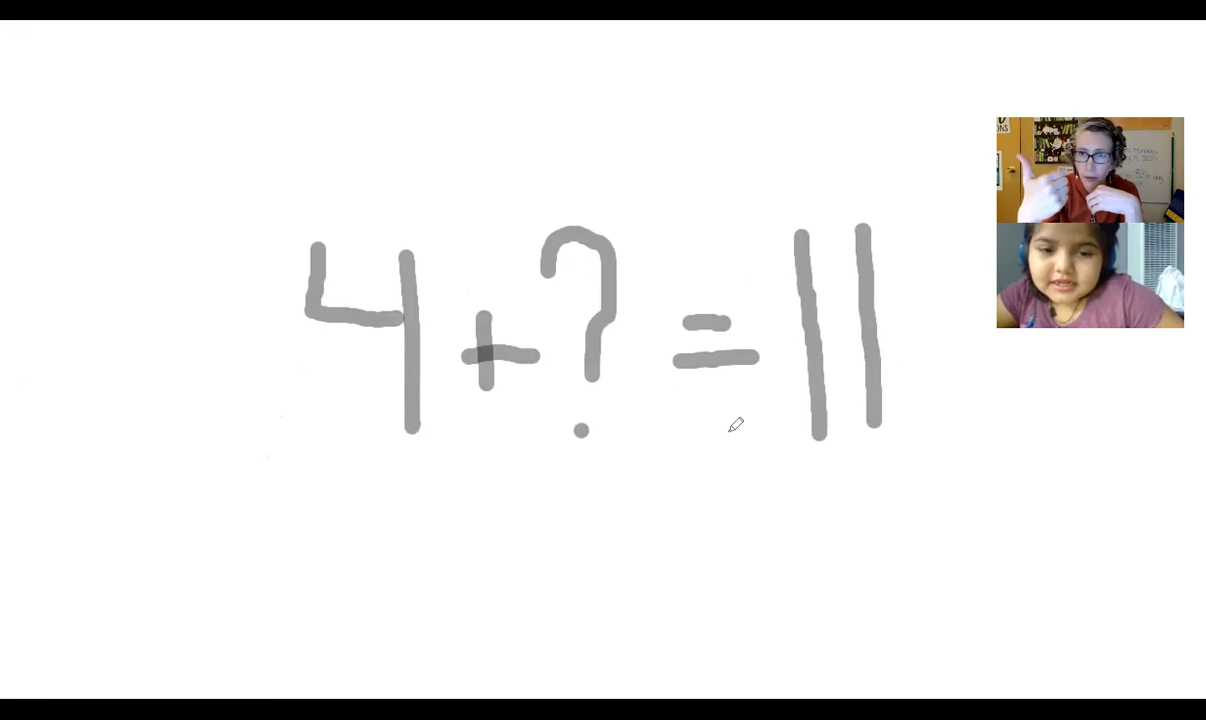 4 + ? = 11